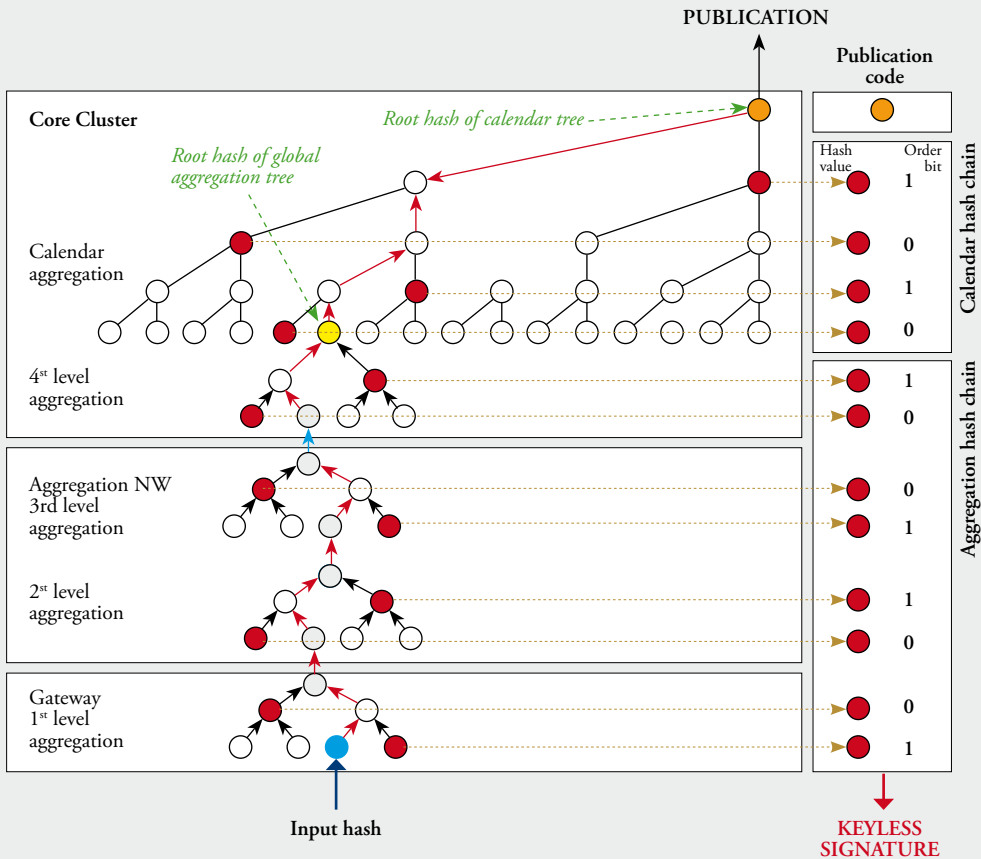 PUBLICATION
Publication
code
Core Cluster
Root hash of calendar tree
Root hash of global
aggregation tree
Hash
value
Order
bit
1
Calendar
aggregation
0
1
0
Calendar hash chain
4st level
aggregation
1
0
Aggregation NW
3rd level
aggregation
0
1
2st level
aggregation
1
0
Gateway
1st level
aggregation
0
1
Aggregation hash chain
Input hash
KEYLESS
SIGNATURE